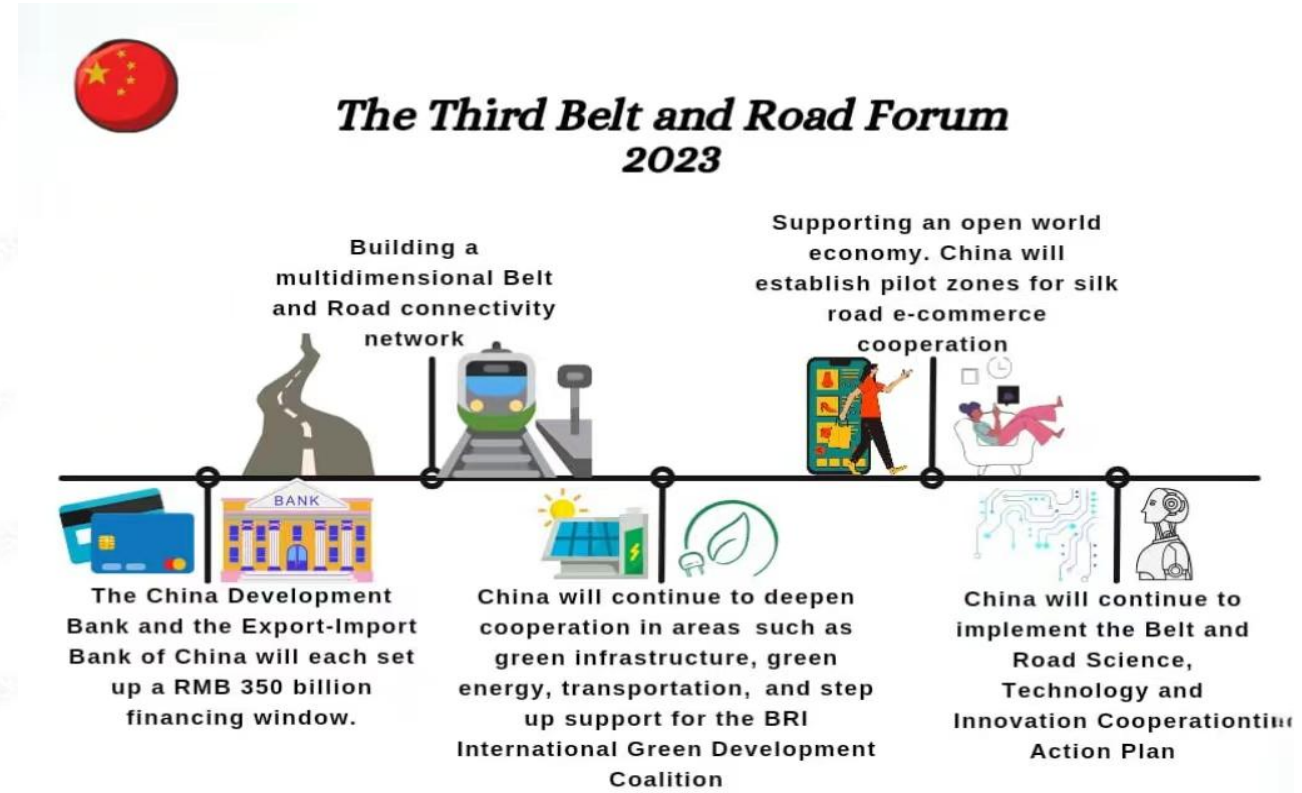 The Third Belt and Road Forum
2023
Building a
multidimensional Belt
and Road connectivity
network
Supporting an open world
economy. China will
establish pilot zones for silk
road e-commerce
cooperation
BANK
The China Development
Bank and the Export-Import
Bank of China will each set
up a RMB 350 billion
financing window.
China will continue to deepen
cooperation in areas such as
green infrastructure, green
energy, transportation, and step
up support for the BRI
International Green Development
Coalition
China will continue to
implement the Belt and
Road Science,
Technology and
Innovation
Action Plan